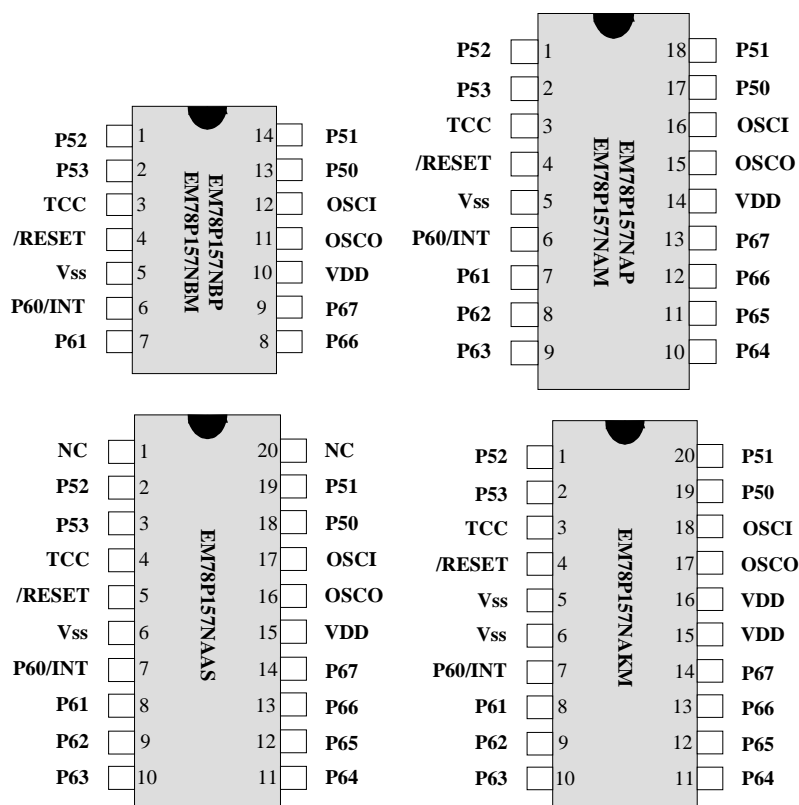 P52 1 14 P51
P53 2 13 P50
TCC 3 12 OSCI
/RESET 4 11 OSCO
Vss 5 10 VDD
P60/INT 6 9 P67
P61 7 8 P66
EM78P157NBP
EM78P157NBM
P52 1 18 P51
P53 2 17 P50
TCC 3 16 OSCI
/RESET 4 15 OSCO
Vss 5 14 VDD
P60/INT 6 13 P67
P61 7 12 P66
P62 8 11 P65
P63 9 10 P64
EM78P157NAP
EM78P157NAM
NC 1 20 NC
P52 2 19 P51
P53 3 18 P50
TCC 4 17 OSCI
/RESET 5 16 OSCO
Vss 6 15 VDD
P60/INT 7 14 P67
P61 8 13 P66
P62 9 12 P65
P63 10 11 P64
EM78P157NAAS
P52 1 20 P51
P53 2 19 P50
TCC 3 18 OSCI
/RESET 4 17 OSCO
Vss 5 16 VDD
Vss 6 15 VDD
P60/INT 7 14 P67
P61 8 13 P66
P62 9 12 P65
P63 10 11 P64
EM78P157NAKM